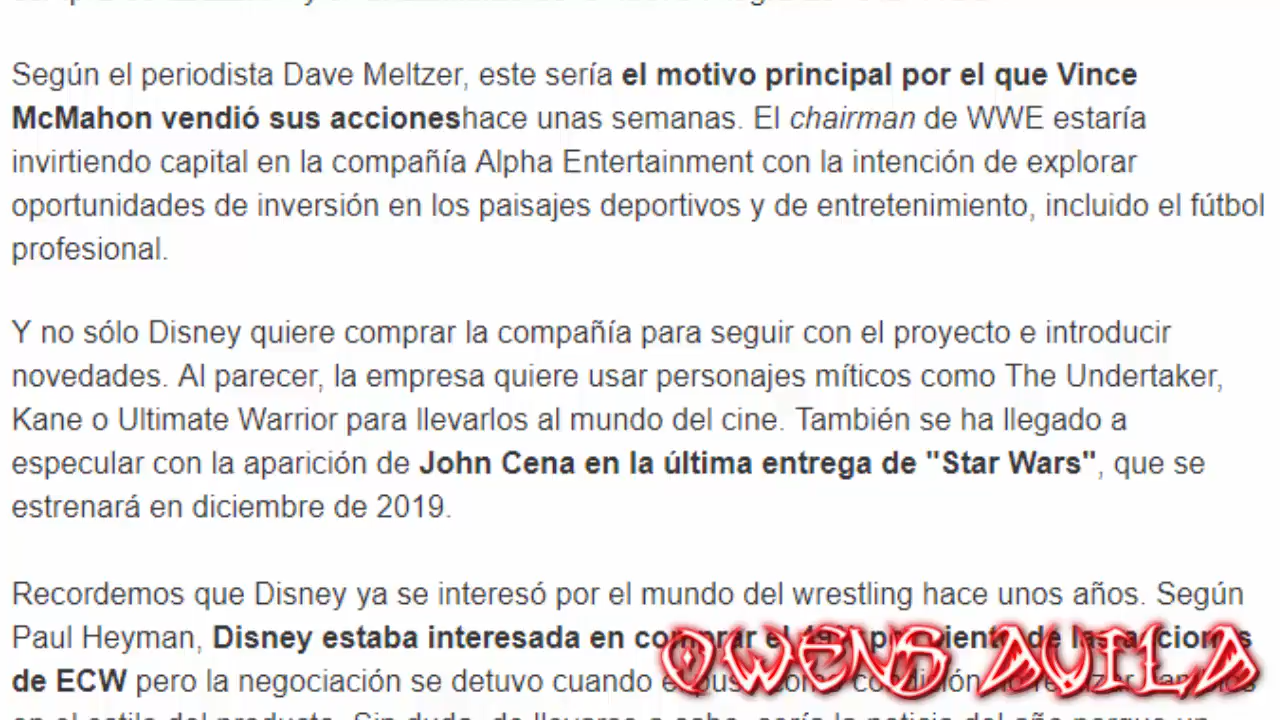 Según el periodista Dave Meltzer, este sería el motivo principal por el que Vince
McMahon vendió sus accioneshace unas semanas. El chairman de WWE estaría
invirtiendo capital en la compañía Alpha Entertainment con la intención de explorar
oportunidades de inversión en los paisajes deportivos y de entretenimiento, incluido el fútbol
profesional.
Y no sólo Disney quiere comprar la compañía para seguir con el proyecto e introducir
novedades. Al parecer, la empresa quiere usar personajes míticos como The Undertaker,
Kane o Ultimate Warrior para llevarlos al mundo del cine. También se ha llegado a
especular con la aparición de John Cena en la última entrega de "Star Wars", que se
estrenará en diciembre de 2019.
Recordemos que Disney ya se interesó por el mundo del wrestling hace unos años. Según
Paul Heyman, Disney estaba interesada en comprar el de las acciones
de ECW pero la negociación se detuvo cuando condición
OWENS AVILA